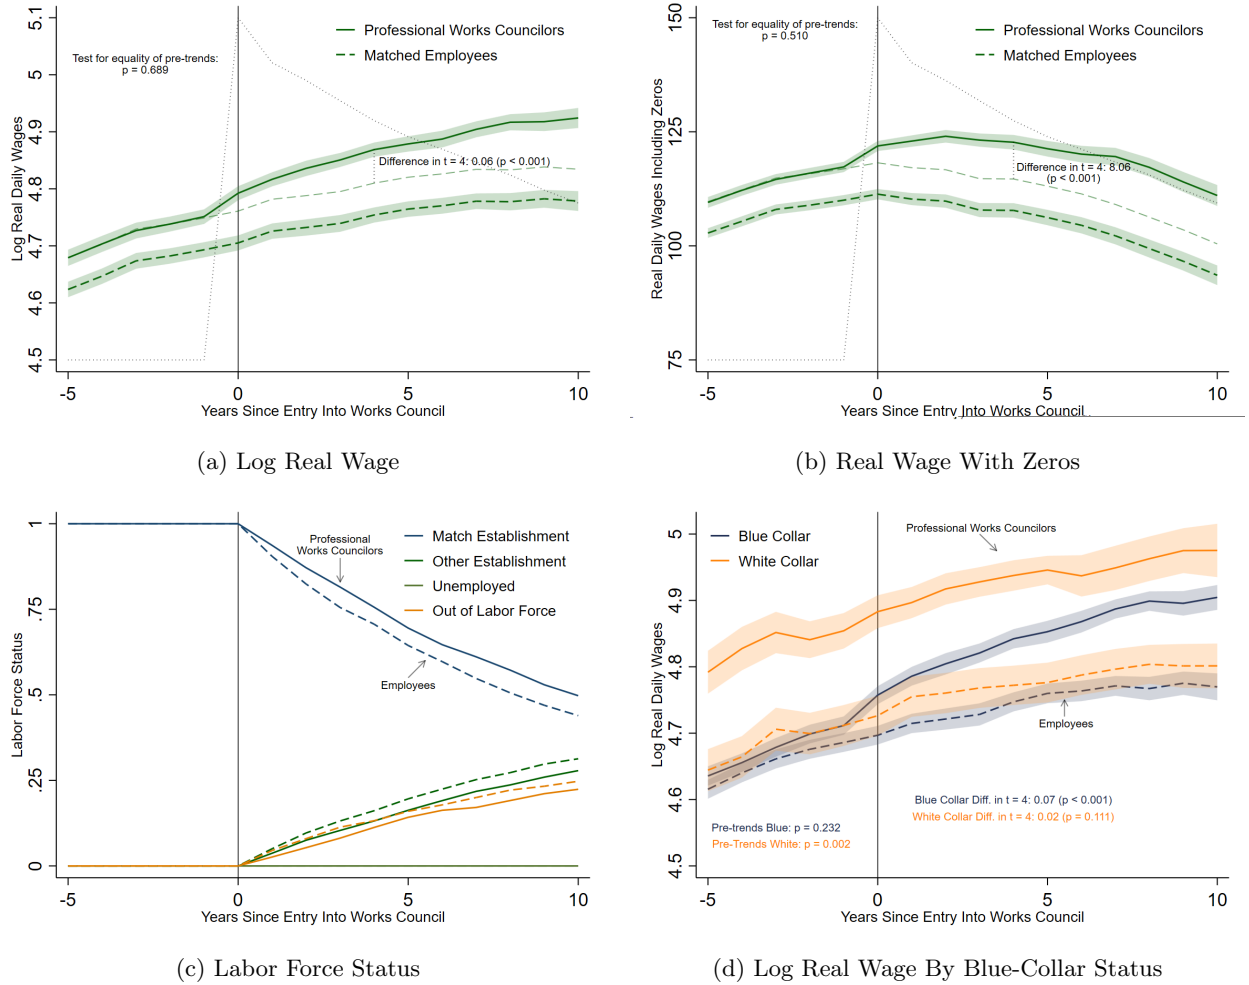 5.1
5
4.9
4.8
4.7
4.6
4.5
Log Real Daily Wages
Test for equality of pre-trends:
p = 0.689
Professional Works Councilors
Matched Employees
Difference in t = 4: 0.06 (p < 0.001)
-5 0 5 10
Years Since Entry Into Works Council
(a) Log Real Wage
150
125
100
75
Real Daily Wages Including Zeros
Test for equality of pre-trends:
p = 0.510
Professional Works Councilors
Matched Employees
Difference in t = 4: 8.06
(p < 0.001)
-5 0 5 10
Years Since Entry Into Works Council
(b) Real Wage With Zeros
1
.75
.5
.25
0
Labor Force Status
Professional
Works Councilors
Match Establishment
Other Establishment
Unemployed
Out of Labor Force
Employees
-5 0 5 10
Years Since Entry Into Works Council
(c) Labor Force Status
5
4.9
4.8
4.7
4.6
4.5
Log Real Daily Wages
Blue Collar
White Collar
Professional Works Councilors
Employees
Blue Collar Diff. in t = 4: 0.07 (p < 0.001)
White Collar Diff. in t = 4: 0.02 (p = 0.111)
Pre-trends Blue: p = 0.232
Pre-Trends White: p = 0.002
-5 0 5 10
Years Since Entry Into Works Council
(d) Log Real Wage By Blue-Collar Status